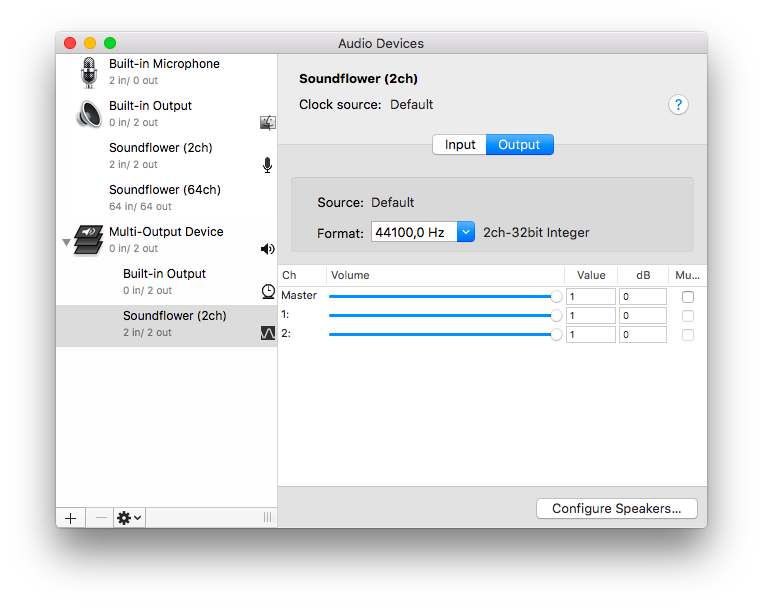 Audio Devices
Built-in Microphone
2 in/ 0 out
Built-in Output
0 in/ 2 out
Soundflower (2ch)
2 in/ 2 out
Soundflower (64ch)
64 in/ 64 out
Multi-Output Device
0 in/ 2 out
Built-in Output
0 in/ 2 out
Soundflower (2ch)
2 in/ 2 out
Soundflower (2ch)
Clock source: Default
?
Input Output
Source: Default
Format: 44100,0 Hz 2ch-32bit Integer
Ch Volume Value dB Mu...
Master 1 0
1: 1 0
2: 1 0
Configure Speakers...